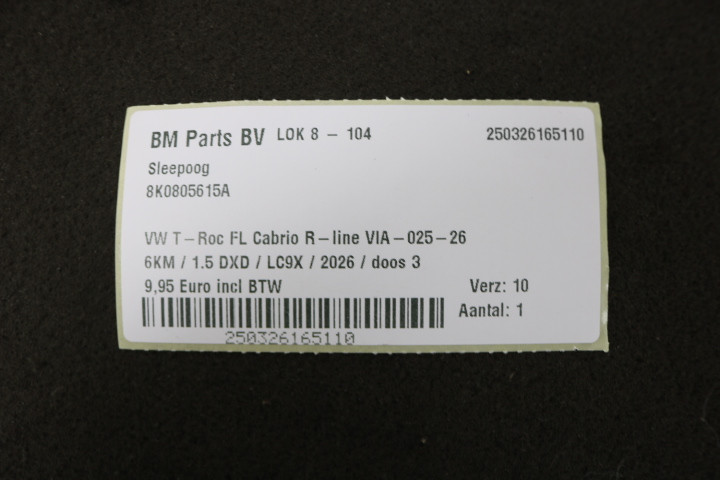 BM Parts BV LOK 8 - 104 250326165110
Sleepoog
8K0805615A
VW T-Roc FL Cabrio R-line VIA-025-26
6KM / 1.5 DXD / LC9X / 2026 / doos 3
9,95 Euro incl BTW Verz: 10
Aantal: 1
250326165110